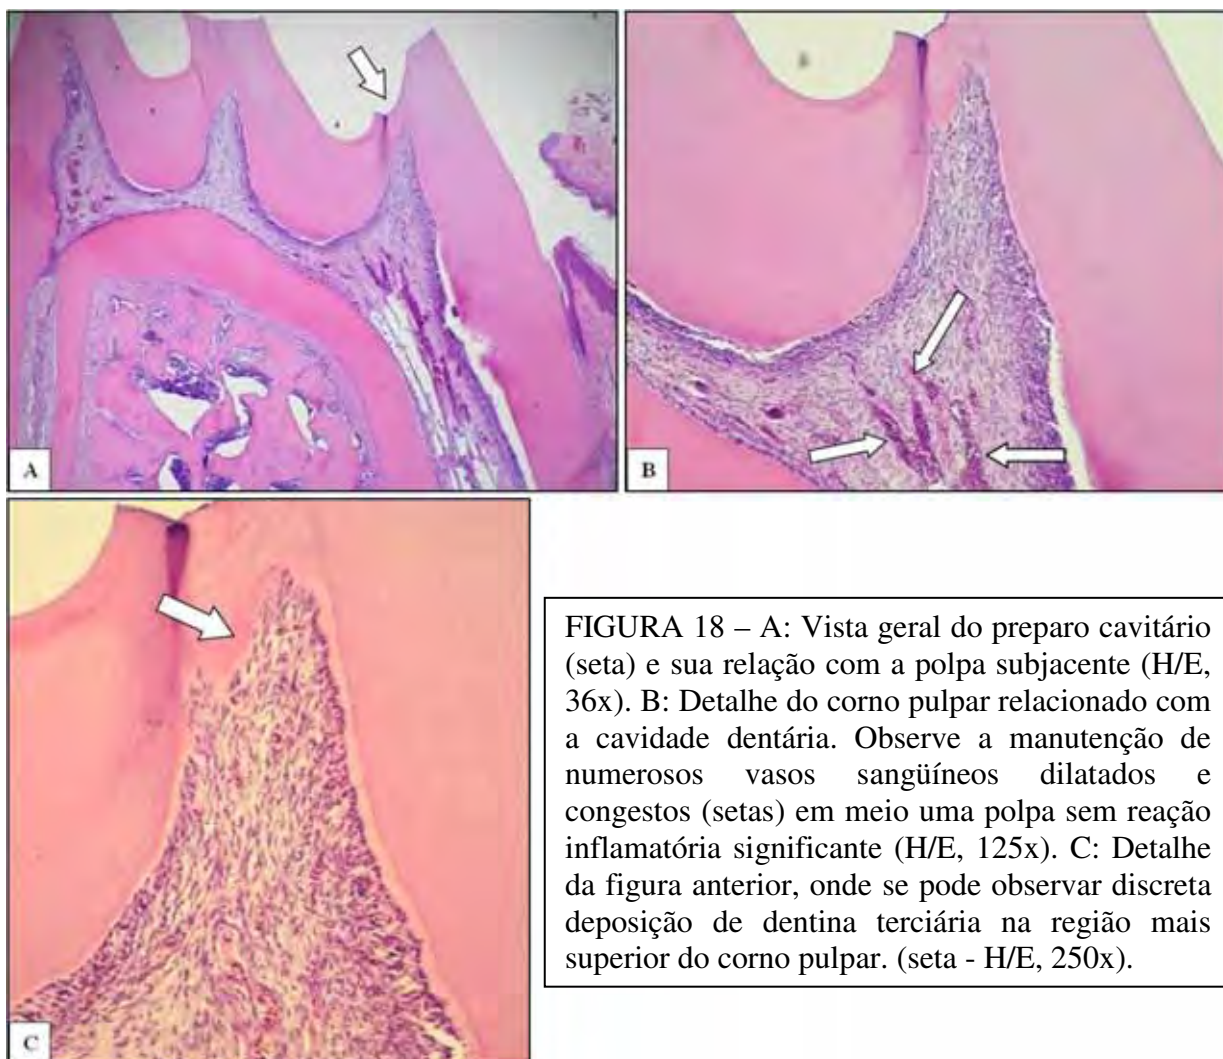 A
B
C
FIGURA 18 – A: Vista geral do preparo cavitário
(seta) e sua relação com a polpa subjacente (H/E,
36x). B: Detalhe do corno pulpar relacionado com
a cavidade dentária. Observe a manutenção de
numerosos vasos sangüíneos dilatados e
congestos (setas) em meio uma polpa sem reação
inflamatória significante (H/E, 125x). C: Detalhe
da figura anterior, onde se pode observar discreta
deposição de dentina terciária na região mais
superior do corno pulpar. (seta - H/E, 250x).